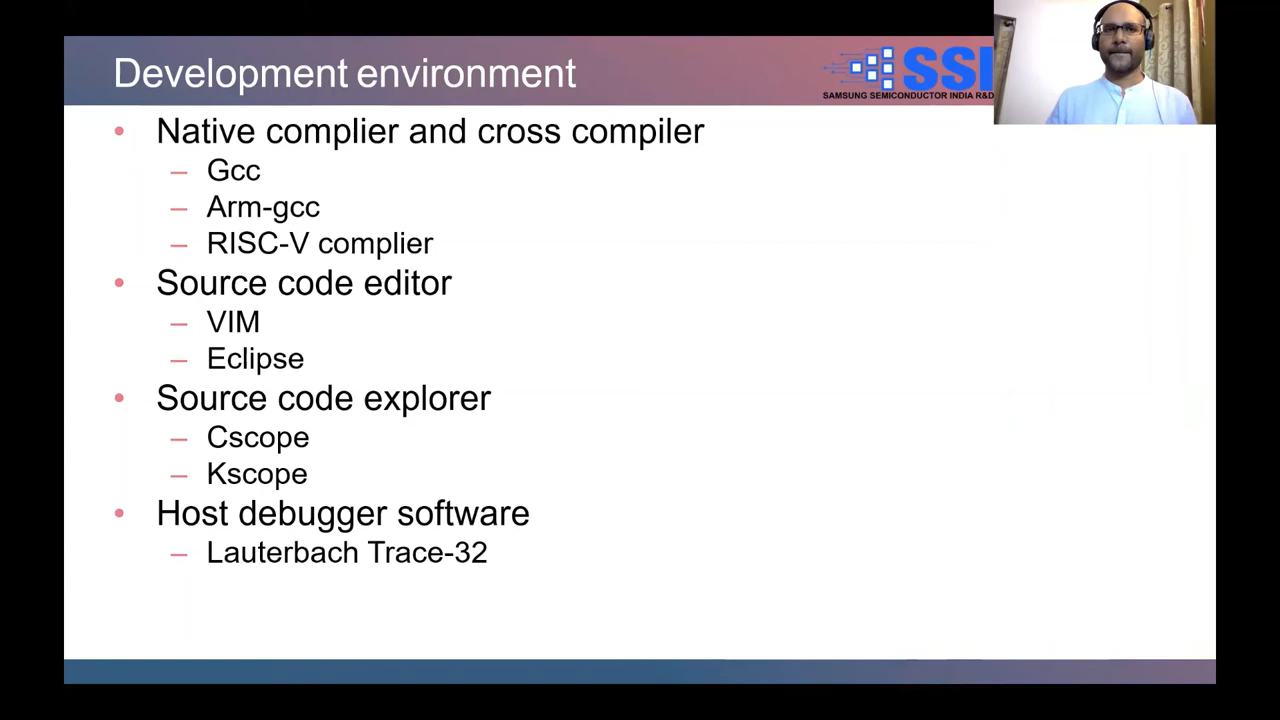 Development environment
SSI
SAMSUNG SEMICONDUCTOR INDIA R&D
• Native complier and cross compiler
– Gcc
– Arm-gcc
– RISC-V complier
• Source code editor
– VIM
– Eclipse
• Source code explorer
– Cscope
– Kscope
• Host debugger software
– Lauterbach Trace-32